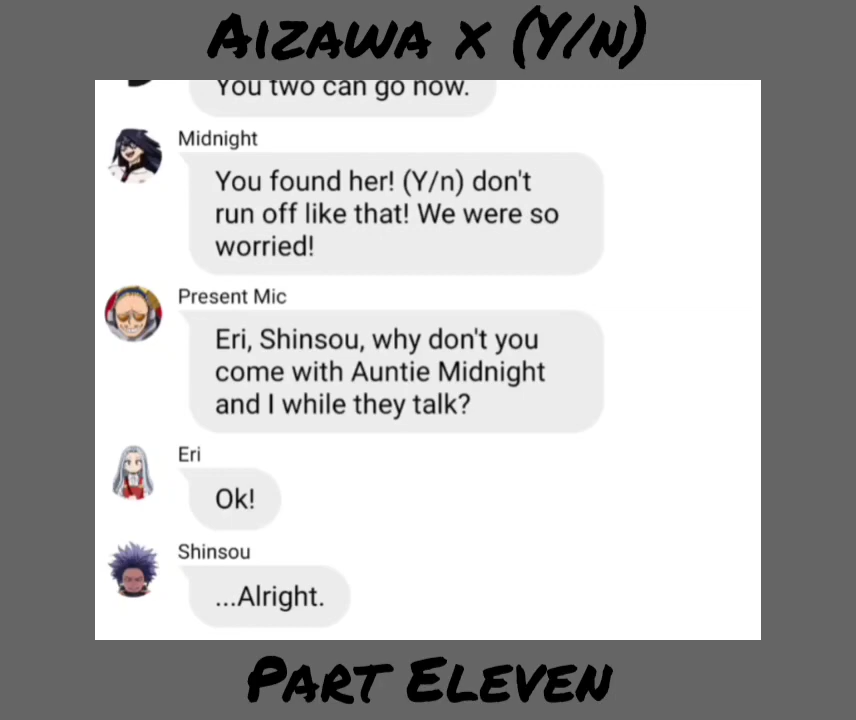 Aizawa x (Y/n)
You two can go now.
Midnight
You found her! (Y/n) don't
run off like that! We were so
worried!
Present Mic
Eri, Shinsou, why don't you
come with Auntie Midnight
and I while they talk?
Eri
Ok!
Shinsou
...Alright.
Part Eleven